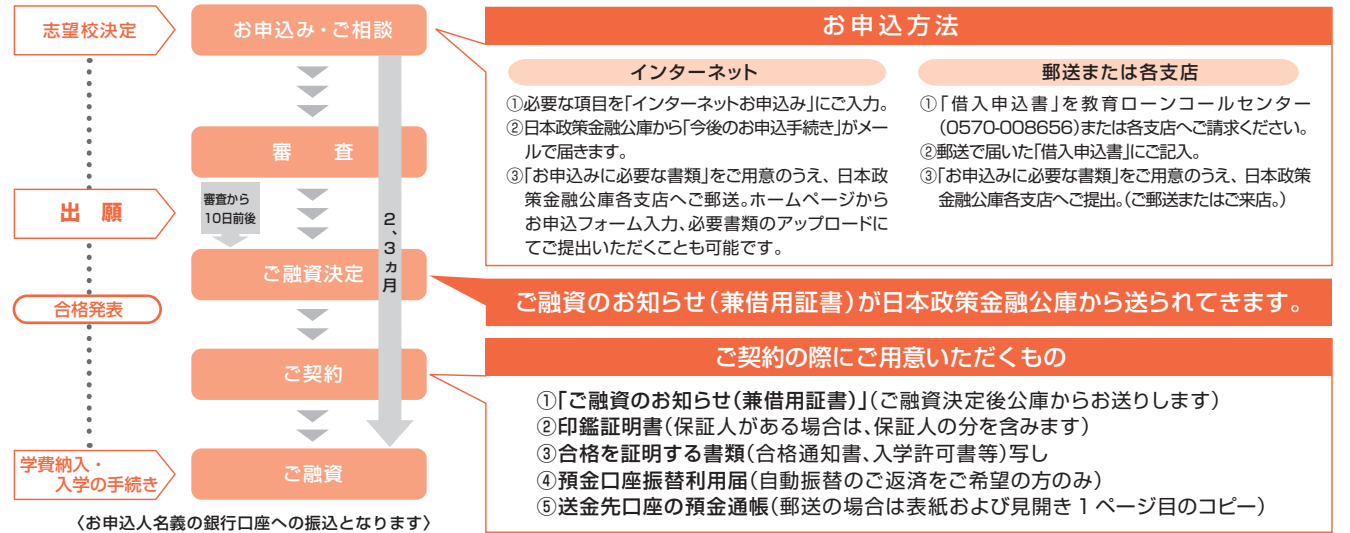 志望校決定
出　願
合格発表
学費納入・
入学の手続き
お申込み・ご相談
審　査
審査から
10日前後
ご融資決定
ご契約
ご融資
2、3ヵ月
〈お申込人名義の銀行口座への振込となります〉
お申込方法
インターネット
①必要な項目を「インターネットお申込み」にご入力。
②日本政策金融公庫から「今後のお申込手続き」がメー
ルで届きます。
③「お申込みに必要な書類」をご用意のうえ、日本政
策金融公庫各支店へご郵送。ホームページから
お申込フォーム入力、必要書類のアップロードに
てご提出いただくことも可能です。
郵送または各支店
①「借入申込書」を教育ローンコールセンター
(0570-008656)または各支店へご請求ください。
②郵送で届いた「借入申込書」にご記入。
③「お申込みに必要な書類」をご用意のうえ、日本政策
金融公庫各支店へご提出。(ご郵送またはご来店。)
ご融資のお知らせ(兼借用証書)が日本政策金融公庫から送られてきます。
ご契約の際にご用意いただくもの
①「ご融資のお知らせ(兼借用証書)」(ご融資決定後公庫からお送りします)
②印鑑証明書(保証人がある場合は、保証人の分を含みます)
③合格を証明する書類(合格通知書、入学許可書等)写し
④預金口座振替利用届(自動振替のご返済をご希望の方のみ)
⑤送金先口座の預金通帳(郵送の場合は表紙および見開き1ページ目のコピー)